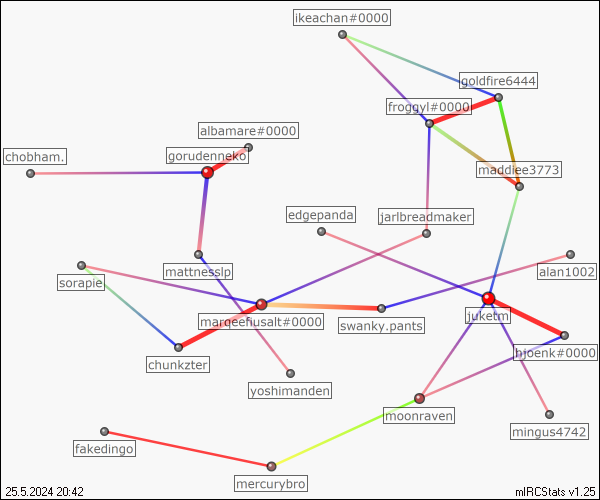 ikeachan#0000
goldfire6444
froggyl#0000
albamare#0000
chobham.
gorudenneko
maddlee3773
edgepanda
jarlbreadmaker
mattnesslp
alan1002
sorapie
juketm
marqeefiusalt#0000
swanky.pants
hjoenk#0000
chunkzter
yoshimanden
moonraven
mingus4742
fakedingo
mercurybro
25.5.2024 20:42
mIRCStats v1.25